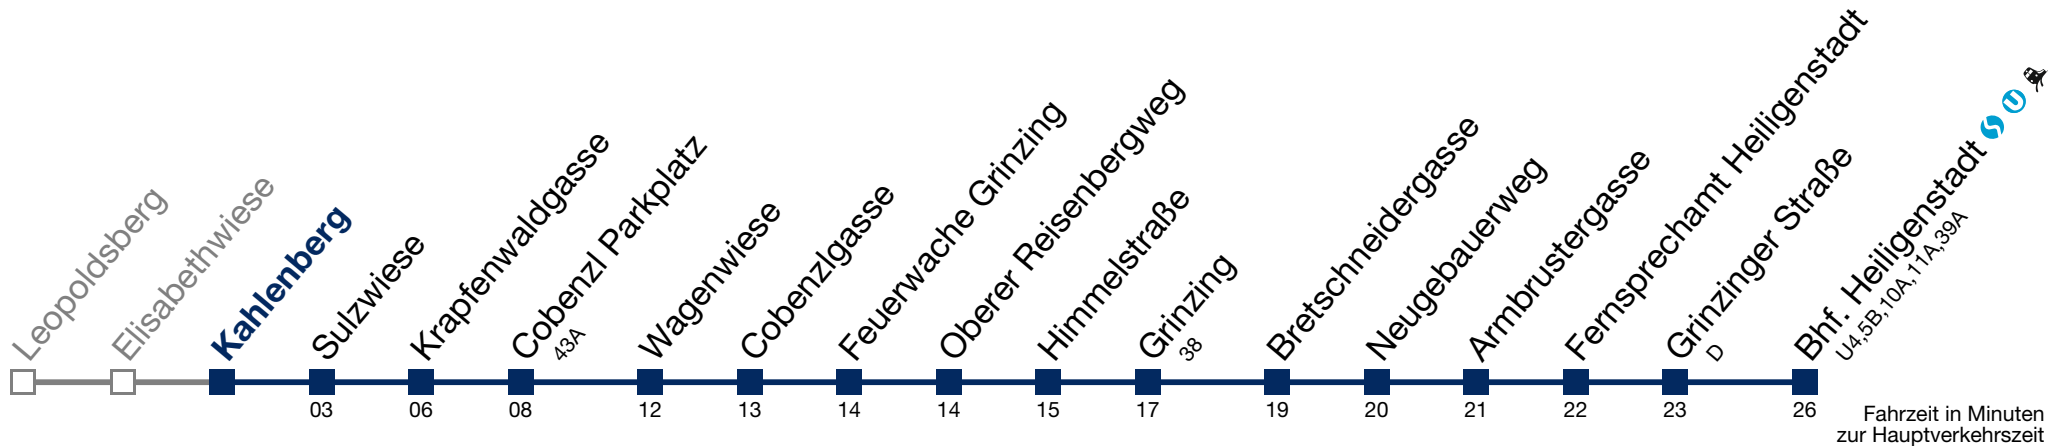 Leopoldsberg
Elisabethwiese
Kahlenberg
Sulzwiese
Krapfenwaldgasse
Cobenzl Parkplatz
43A
Wagenwiese
Cobenzlgasse
Feuerwache Grinzing
Oberer Reisenbergweg
Himmelstraße
Grinzing
38
Bretschneidergasse
Neugebauerweg
Armbrustergasse
Fernsprechamt Heiligenstadt
Grinzinger Straße
D
Bhf. Heiligenstadt S U
U4,5B,10A,11A,39A
03 06 08 12 13 14 14 15 17 19 20 21 22 23 26
Fahrzeit in Minuten
zur Hauptverkehrszeit